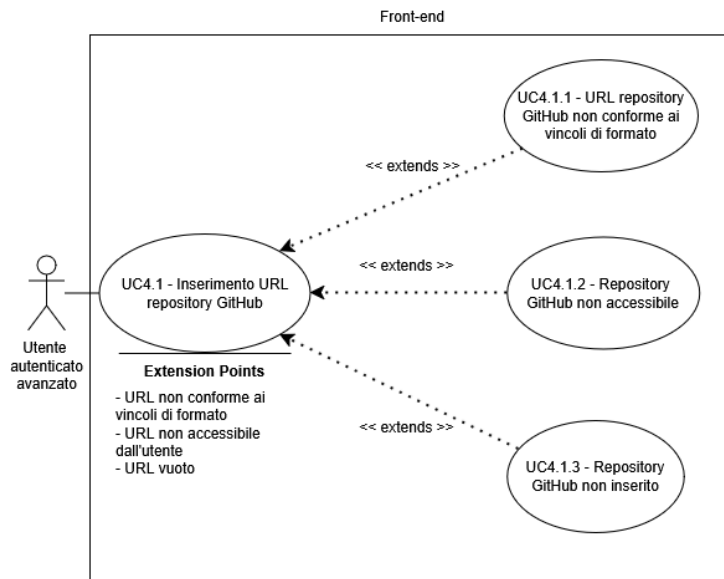 Front-end
UC4.1.1 - URL repository
GitHub non conforme ai
vincoli di formato
<< extends >>
UC4.1 - Inserimento URL
repository GitHub
<< extends >>
UC4.1.2 - Repository
GitHub non accessibile
Utente
autenticato
avanzato
Extension Points
- URL non conforme ai
vincoli di formato
- URL non accessibile
dall'utente
- URL vuoto
<< extends >>
UC4.1.3 - Repository
GitHub non inserito